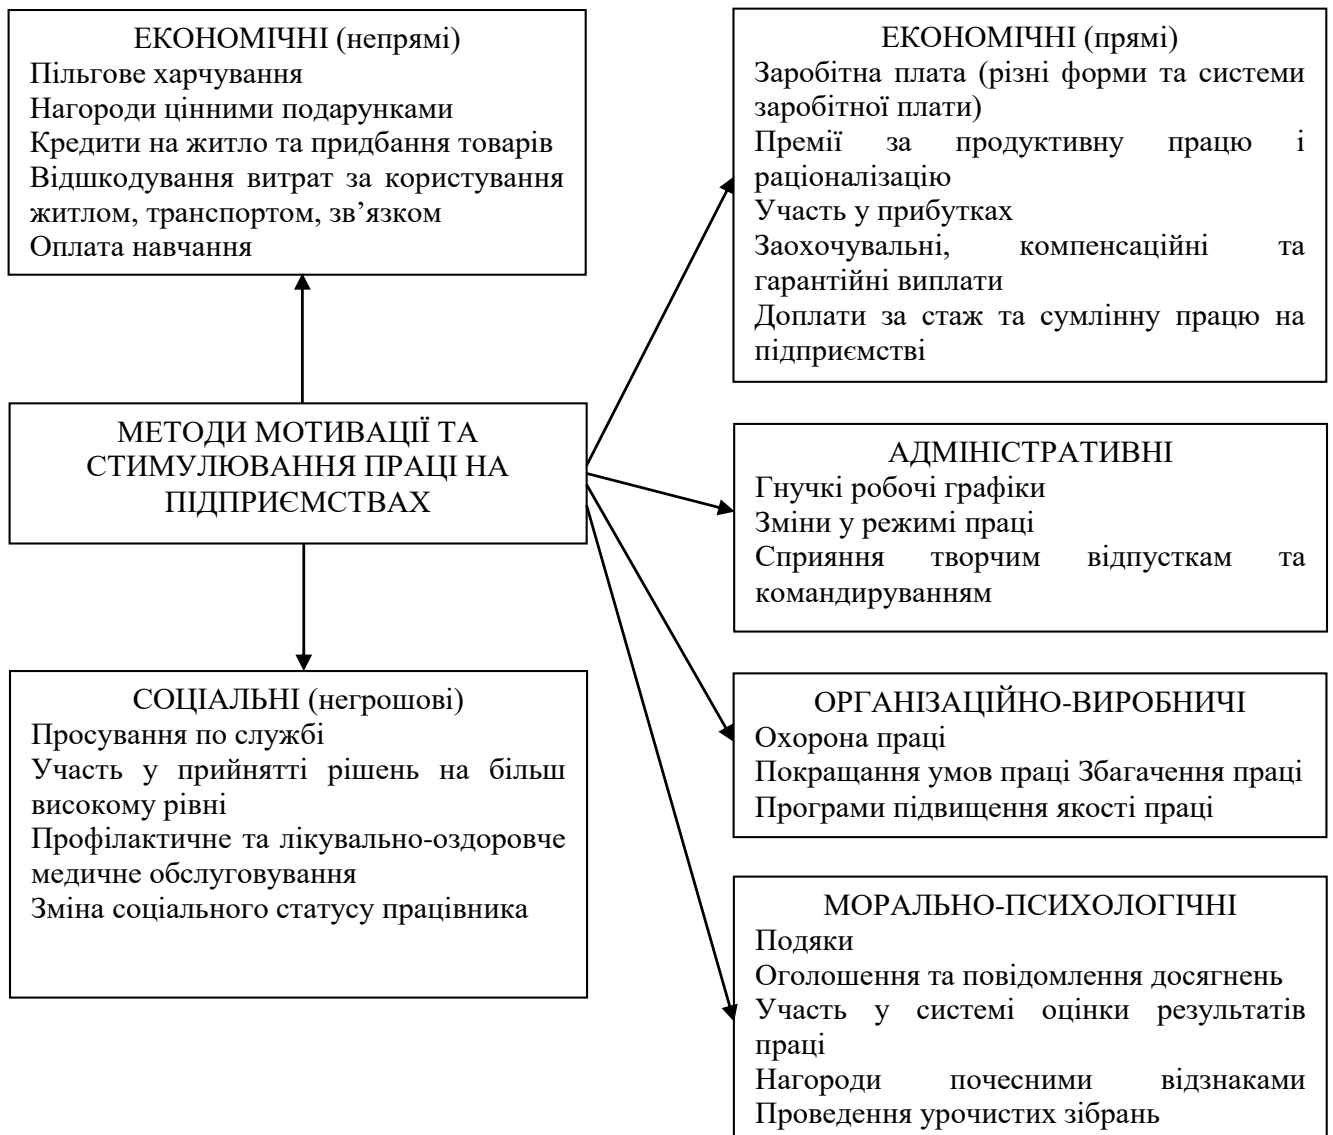 ЕКОНОМІЧНІ (непрямі)
Пільгове харчування
Нагороди цінними подарунками
Кредити на житло та придбання товарів
Відшкодування витрат за користування
житлом, транспортом, зв’язком
Оплата навчання
ЕКОНОМІЧНІ (прямі)
Заробітна плата (різні форми та системи
заробітної плати)
Премії за продуктивну працю і
раціоналізацію
Участь у прибутках
Заохочувальні, компенсаційні та
гарантійні виплати
Доплати за стаж та сумлінну працю на
підприємстві
МЕТОДИ МОТИВАЦІЇ ТА
СТИМУЛЮВАННЯ ПРАЦІ НА
ПІДПРИЄМСТВАХ
АДМІНІСТРАТИВНІ
Гнучкі робочі графіки
Зміни у режимі праці
Сприяння творчим відпусткам та
командируванням
СОЦІАЛЬНІ (негрошові)
Просування по службі
Участь у прийнятті рішень на більш
високому рівні
Профілактичне та лікувально-оздоровче
медичне обслуговування
Зміна соціального статусу працівника
ОРГАНІЗАЦІЙНО-ВИРОБНИЧІ
Охорона праці
Покращання умов праці Збагачення праці
Програми підвищення якості праці
МОРАЛЬНО-ПСИХОЛОГІЧНІ
Подяки
Оголошення та повідомлення досягнень
Участь у системі оцінки результатів
праці
Нагороди почесними відзнаками
Проведення урочистих зібрань